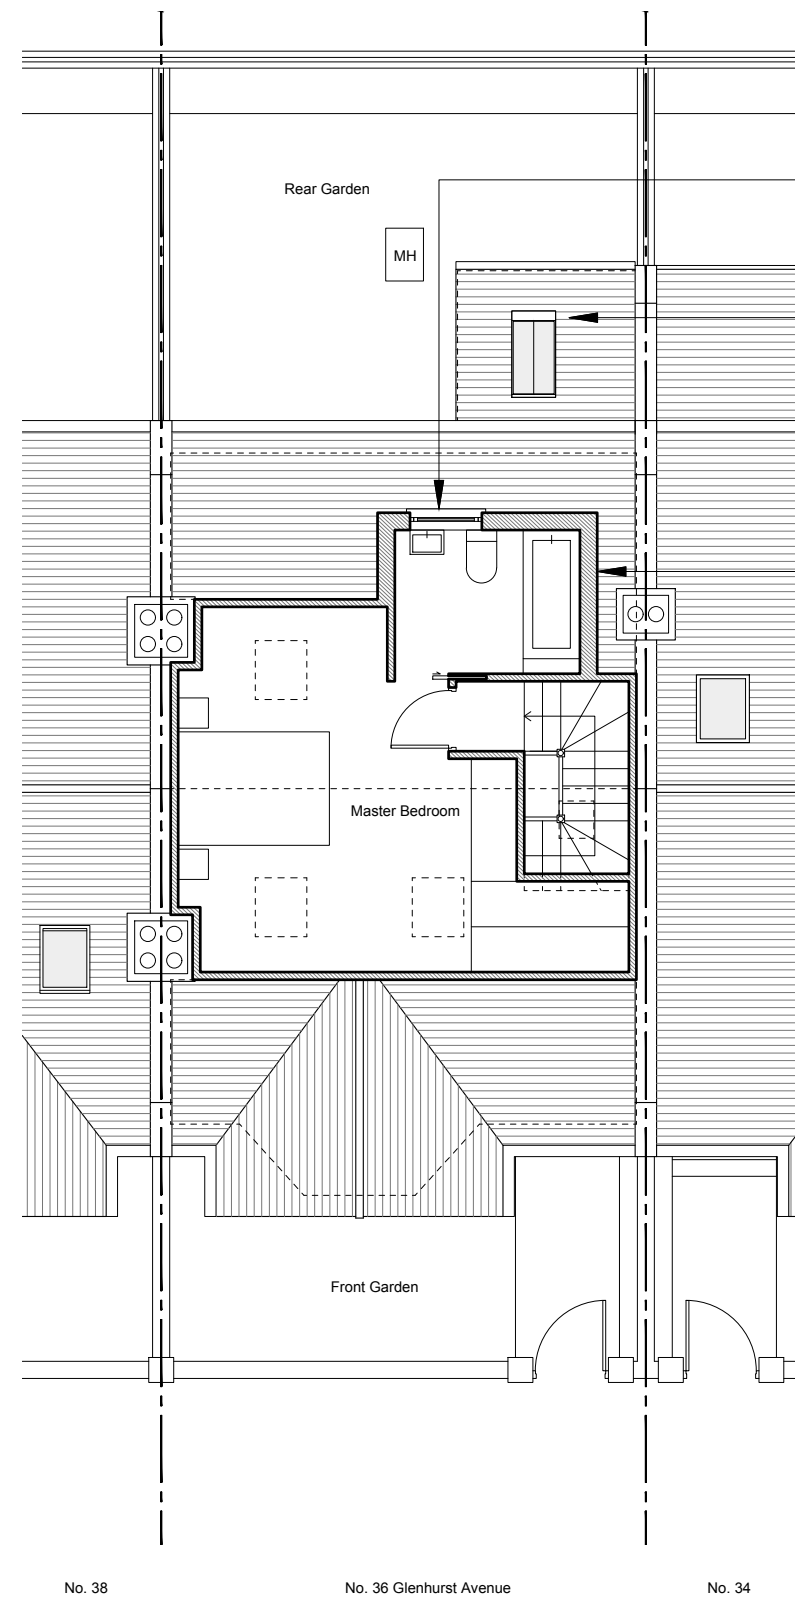 Rear Garden
MH
Master Bedroom
Front Garden
No. 38
No. 36 Glenhurst Avenue
No. 34